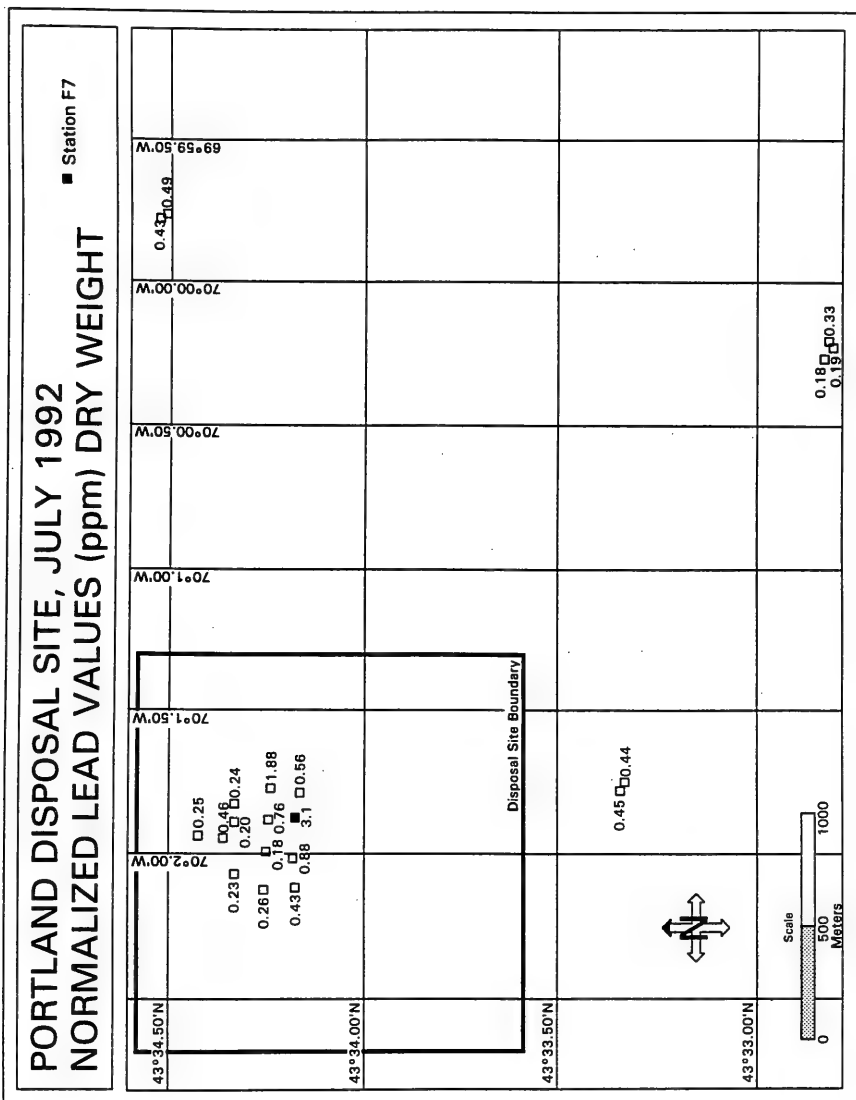 PORTLAND DISPOSAL SITE, JULY 1992
NORMALIZED LEAD VALUES (ppm) DRY WEIGHT
■ Station F7
43°34.50'N
43°34.00'N
43°33.50'N
43°33.00'N
70°2.00'W
70°1.50'W
70°1.00'W
70°00.50'W
70°00.00'W
69°59.50'W
0.43
0.49
0.25
0.46
0.24
0.20
0.23
1.88
0.76
0.18
0.26
0.56
3.1
0.88
0.43
Disposal Site Boundary
0.45
0.44
0.18
0.33
0.19
N
Scale
0
500
1000
Meters